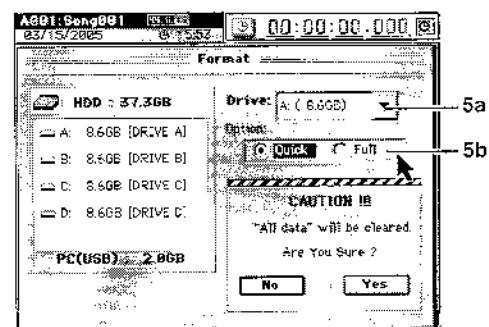 A001:Song001
00:00:00.000
03/15/2005 15:53
Format
HDD : 37.3GB
Drive: A: ( 8.6GB)
5a
Option:
Quick Full
5b
A: 8.6GB [DRIVE A]
B: 8.6GB [DRIVE B]
C: 8.6GB [DRIVE C]
D: 8.6GB [DRIVE D]
PC(USB) : 2.0GB
CAUTION !!!
"All data" will be cleared.
Are You Sure ?
No Yes